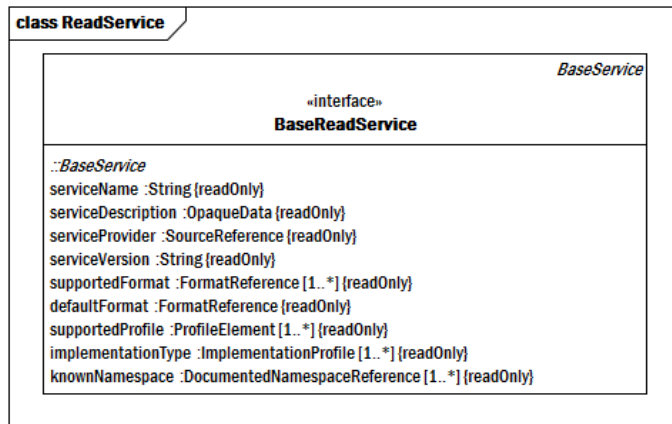 class ReadService
BaseService
«interface»
BaseReadService
::BaseService
serviceName :String {readOnly}
serviceDescription :OpaqueData {readOnly}
serviceProvider :SourceReference {readOnly}
serviceVersion :String {readOnly}
supportedFormat :FormatReference [1..*] {readOnly}
defaultFormat :FormatReference {readOnly}
supportedProfile :ProfileElement [1..*] {readOnly}
implementationType :ImplementationProfile [1..*] {readOnly}
knownNamespace :DocumentedNamespaceReference [1..*] {readOnly}